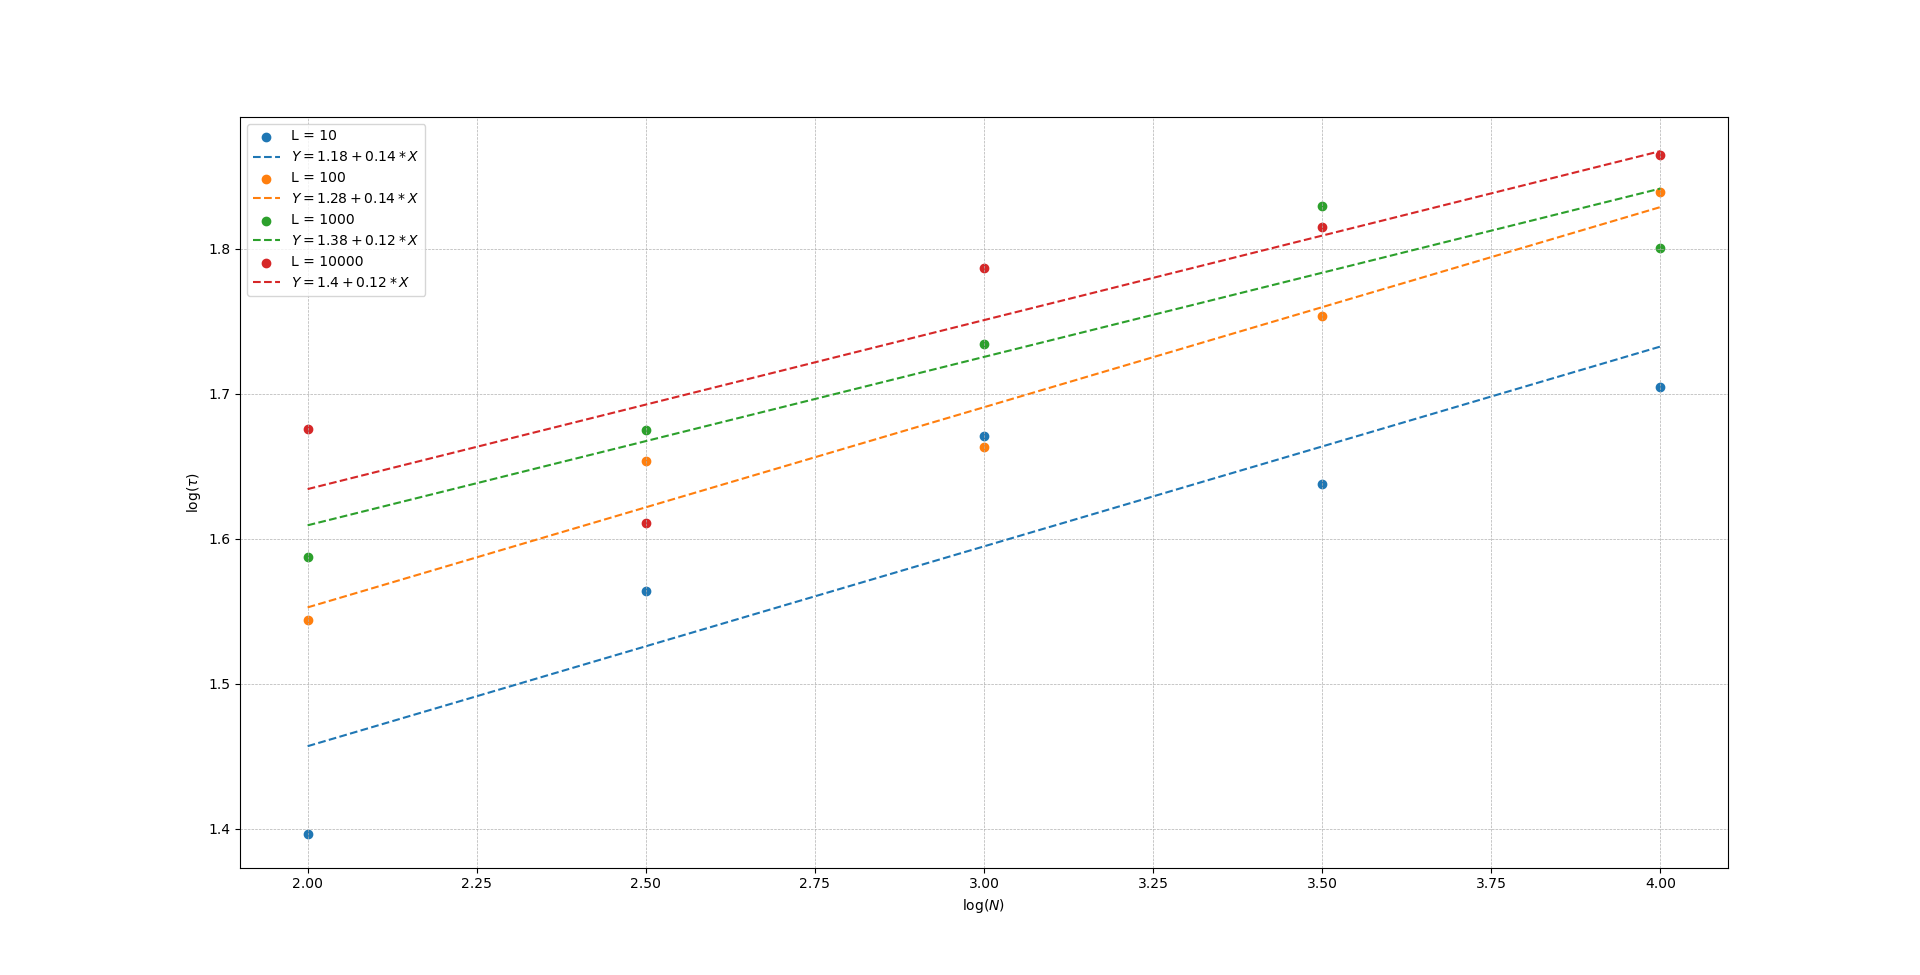 L = 10
Y = 1.18 + 0.14 * X
L = 100
Y = 1.28 + 0.14 * X
L = 1000
Y = 1.38 + 0.12 * X
L = 10000
Y = 1.4 + 0.12 * X
1.8
1.7
1.6
1.5
1.4
log(τ)
2.00 2.25 2.50 2.75 3.00 3.25 3.50 3.75 4.00
log(N)